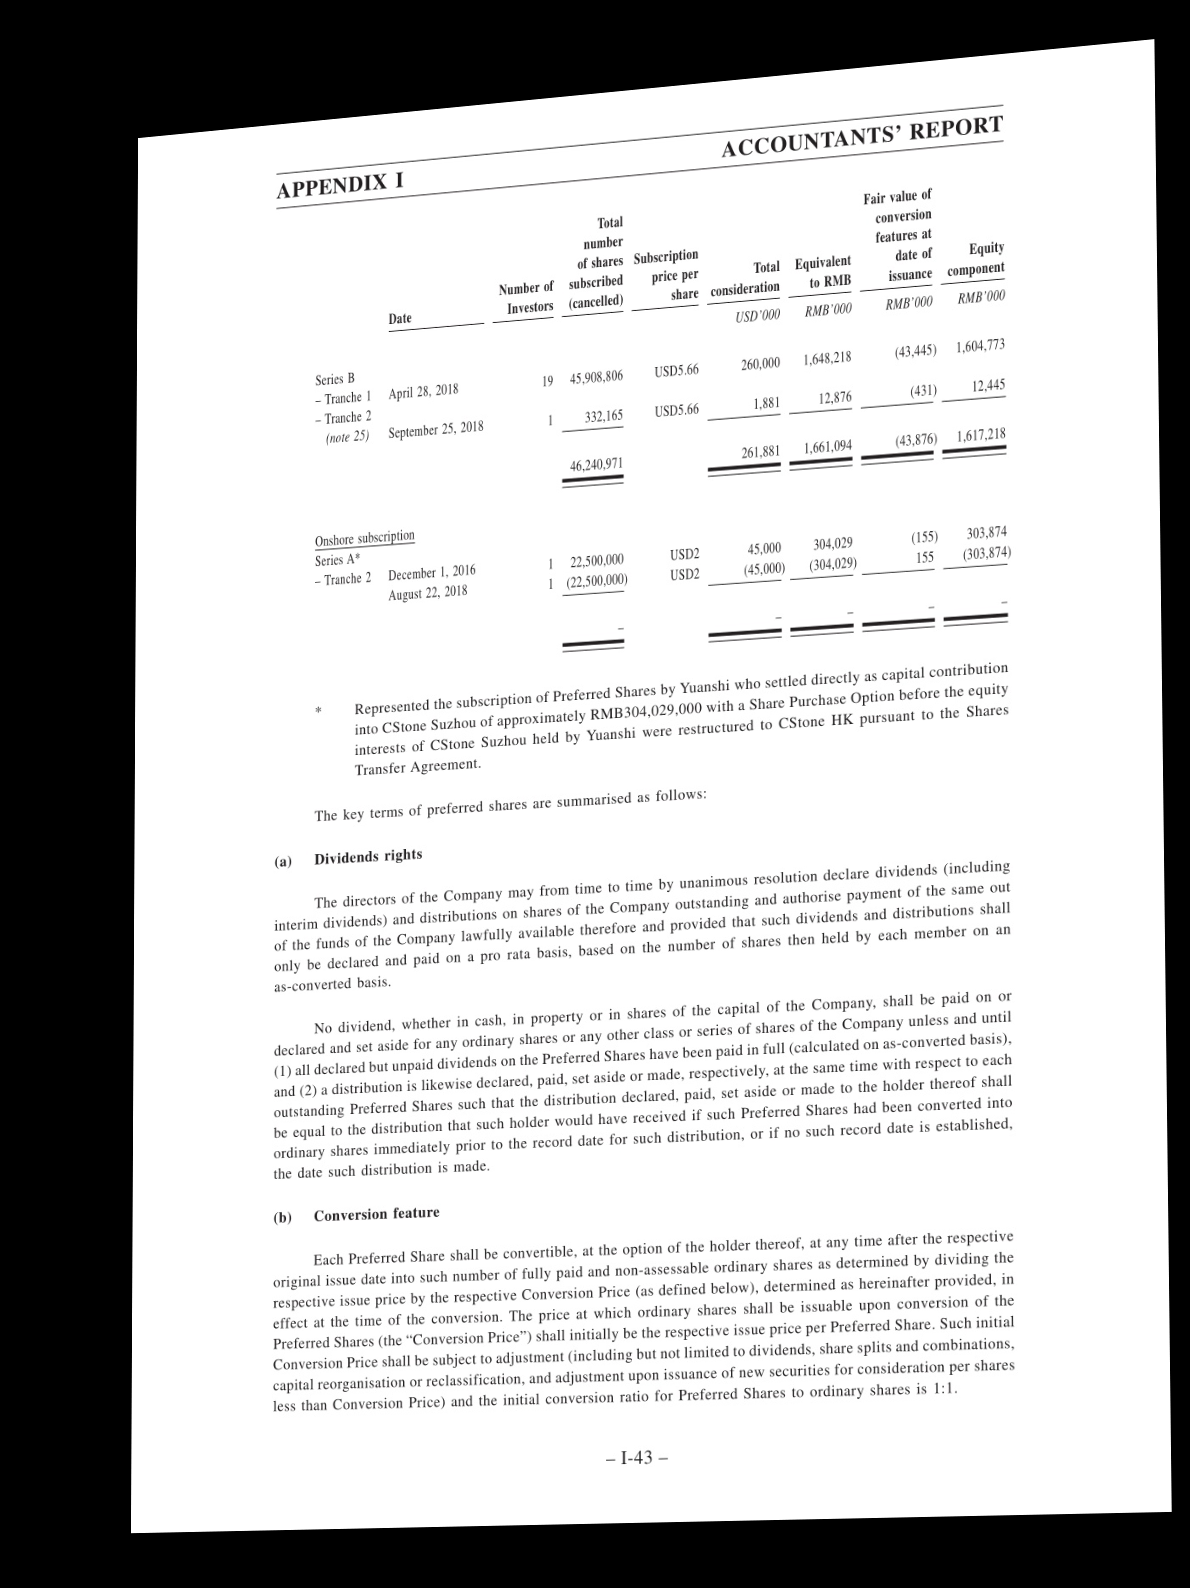 APPENDIX I ACCOUNTANTS’ REPORT
Date Number of Investors Total number of shares subscribed (cancelled) Subscription price per share Total consideration Equivalent to RMB Fair value of conversion features at date of issuance Equity component
USD’000 RMB’000 RMB’000 RMB’000
Series B
– Tranche 1 April 28, 2018 19 45,908,806 USD5.66 260,000 1,648,218 (43,445) 1,604,773
– Tranche 2
(note 25) September 25, 2018 1 332,165 USD5.66 1,881 12,876 (431) 12,445
46,240,971 261,881 1,661,094 (43,876) 1,617,218
Onshore subscription
Series A*
– Tranche 2 December 1, 2016 1 22,500,000 USD2 45,000 304,029 (155) 303,874
August 22, 2018 1 (22,500,000) USD2 (45,000) (304,029) 155 (303,874)
– – – – –
* Represented the subscription of Preferred Shares by Yuanshi who settled directly as capital contribution
into CStone Suzhou of approximately RMB304,029,000 with a Share Purchase Option before the equity
interests of CStone Suzhou held by Yuanshi were restructured to CStone HK pursuant to the Shares
Transfer Agreement.
The key terms of preferred shares are summarised as follows:
(a) Dividends rights
The directors of the Company may from time to time by unanimous resolution declare dividends (including
interim dividends) and distributions on shares of the Company outstanding and authorise payment of the same out
of the funds of the Company lawfully available therefore and provided that such dividends and distributions shall
only be declared and paid on a pro rata basis, based on the number of shares then held by each member on an
as-converted basis.
No dividend, whether in cash, in property or in shares of the capital of the Company, shall be paid on or
declared and set aside for any ordinary shares or any other class or series of shares of the Company unless and until
(1) all declared but unpaid dividends on the Preferred Shares have been paid in full (calculated on as-converted basis),
and (2) a distribution is likewise declared, paid, set aside or made, respectively, at the same time with respect to each
outstanding Preferred Shares such that the distribution declared, paid, set aside or made to the holder thereof shall
be equal to the distribution that such holder would have received if such Preferred Shares had been converted into
ordinary shares immediately prior to the record date for such distribution, or if no such record date is established,
the date such distribution is made.
(b) Conversion feature
Each Preferred Share shall be convertible, at the option of the holder thereof, at any time after the respective
original issue date into such number of fully paid and non-assessable ordinary shares as determined by dividing the
respective issue price by the respective Conversion Price (as defined below), determined as hereinafter provided, in
effect at the time of the conversion. The price at which ordinary shares shall be issuable upon conversion of the
Preferred Shares (the “Conversion Price”) shall initially be the respective issue price per Preferred Share. Such initial
Conversion Price shall be subject to adjustment (including but not limited to dividends, share splits and combinations,
capital reorganisation or reclassification, and adjustment upon issuance of new securities for consideration per shares
less than Conversion Price) and the initial conversion ratio for Preferred Shares to ordinary shares is 1:1.
– I-43 –